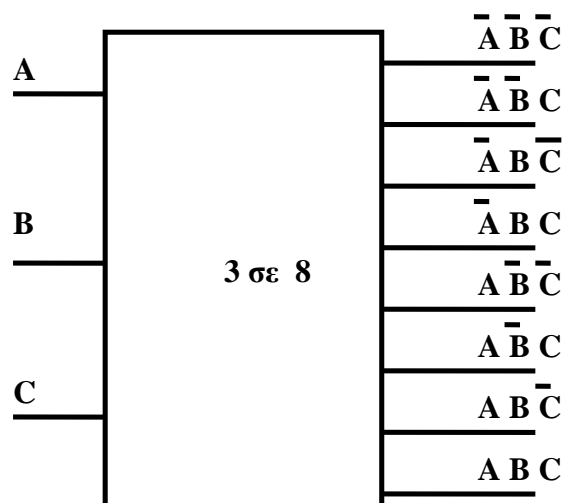 A̅ B̅ C̅
A
A̅ B̅ C
A̅ B C̅
B
A̅ B C
3 σε 8
A B̅ C̅
A B̅ C
C
A B C̅
A B C